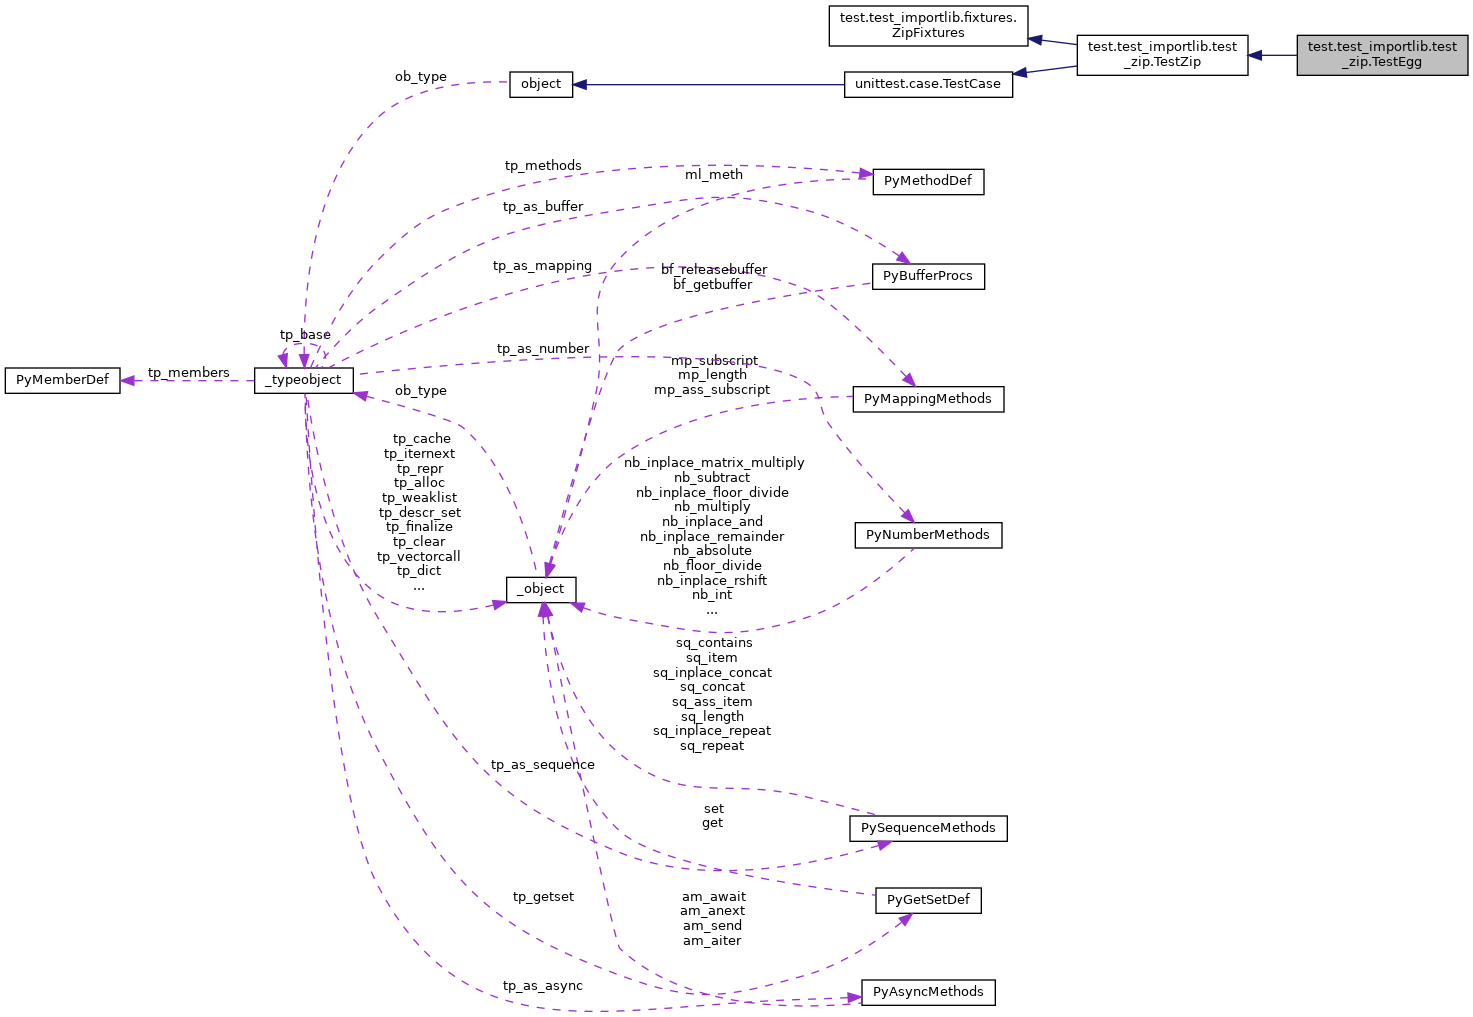 test.test_importlib.fixtures.
ZipFixtures
test.test_importlib.test
_zip.TestZip
test.test_importlib.test
_zip.TestEgg
ob_type
object
unittest.case.TestCase
tp_methods
ml_meth
PyMethodDef
tp_as_buffer
tp_as_mapping
bf_releasebuffer
bf_getbuffer
PyBufferProcs
tp_base
tp_as_number
mp_subscript
mp_length
mp_ass_subscript
PyMemberDef
tp_members
_typeobject
ob_type
PyMappingMethods
tp_cache
tp_iternext
tp_repr
tp_alloc
tp_weaklist
tp_descr_set
tp_finalize
tp_clear
tp_vectorcall
tp_dict
...
nb_inplace_matrix_multiply
nb_subtract
nb_inplace_floor_divide
nb_multiply
nb_inplace_and
nb_inplace_remainder
nb_absolute
nb_floor_divide
nb_inplace_rshift
nb_int
...
PyNumberMethods
_object
sq_contains
sq_item
sq_inplace_concat
sq_concat
sq_ass_item
sq_length
sq_inplace_repeat
sq_repeat
tp_as_sequence
set
get
PySequenceMethods
tp_getset
am_await
am_anext
am_send
am_aiter
PyGetSetDef
tp_as_async
PyAsyncMethods